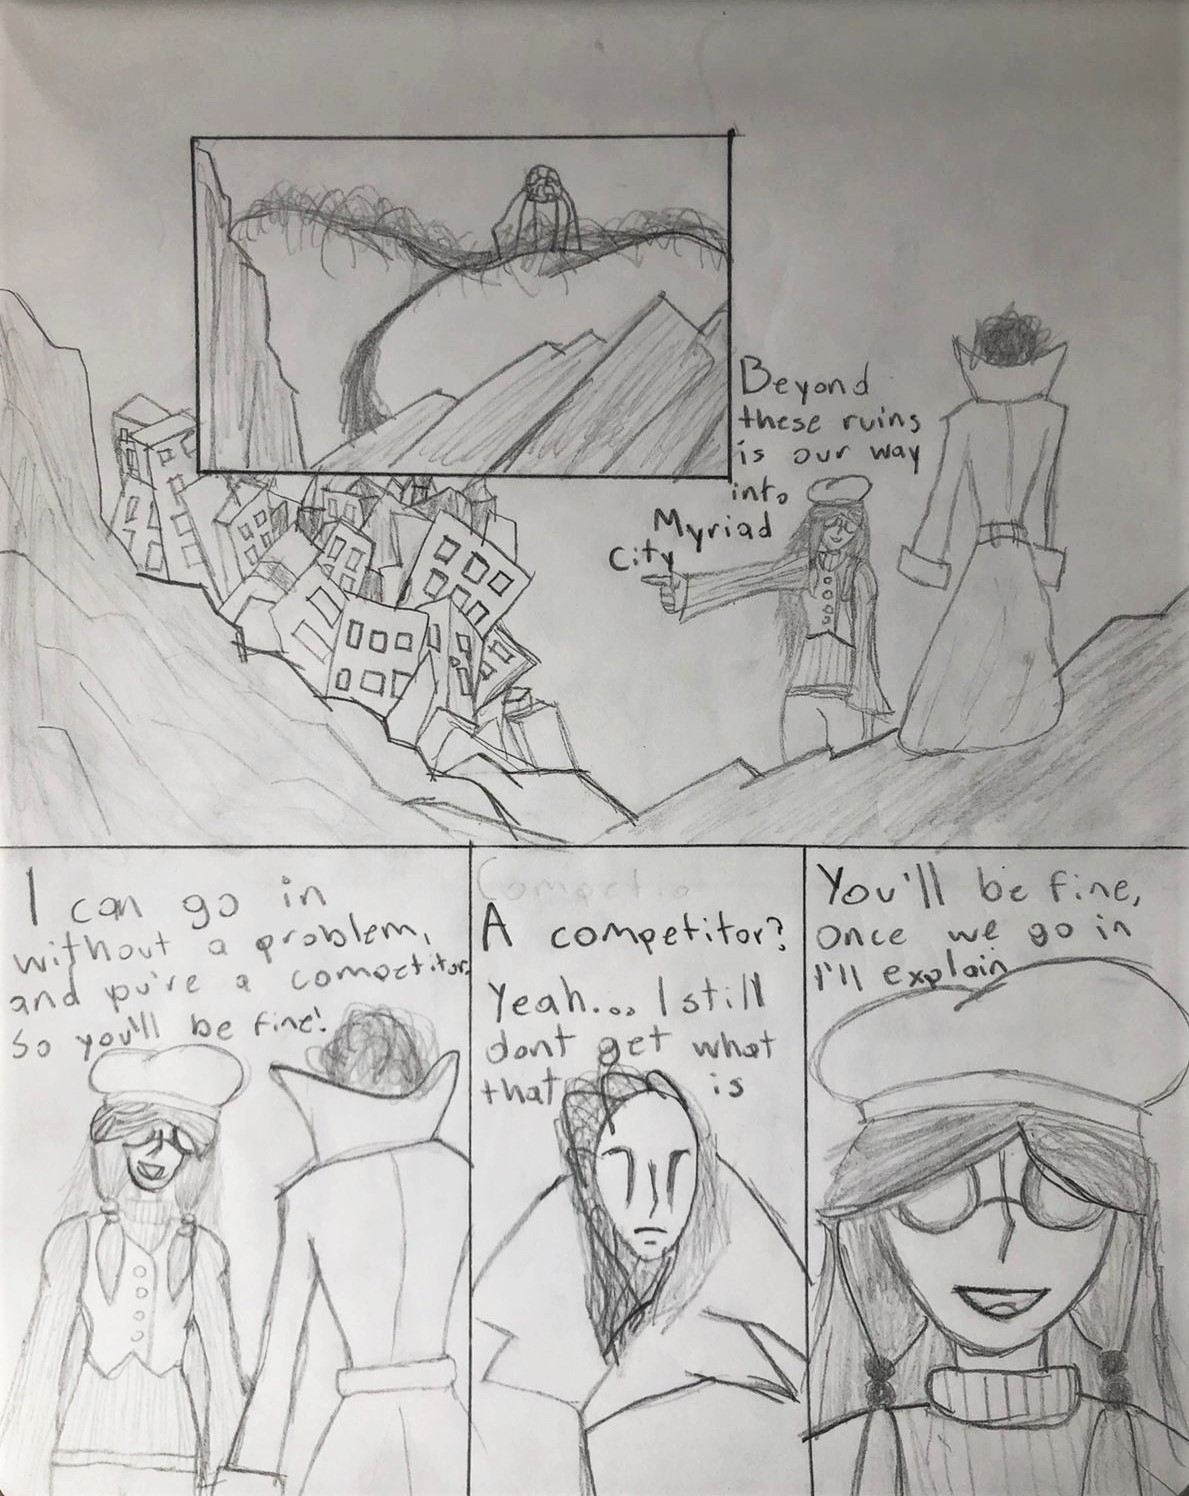 Beyond
these ruins
is our way
into
Myriad
City
I can go in
without a problem,
and you're a competitor
So you'll be fine!
A competitor?
Yeah... I still
dont get what
that is
You'll be fine,
Once we go in
I'll explain